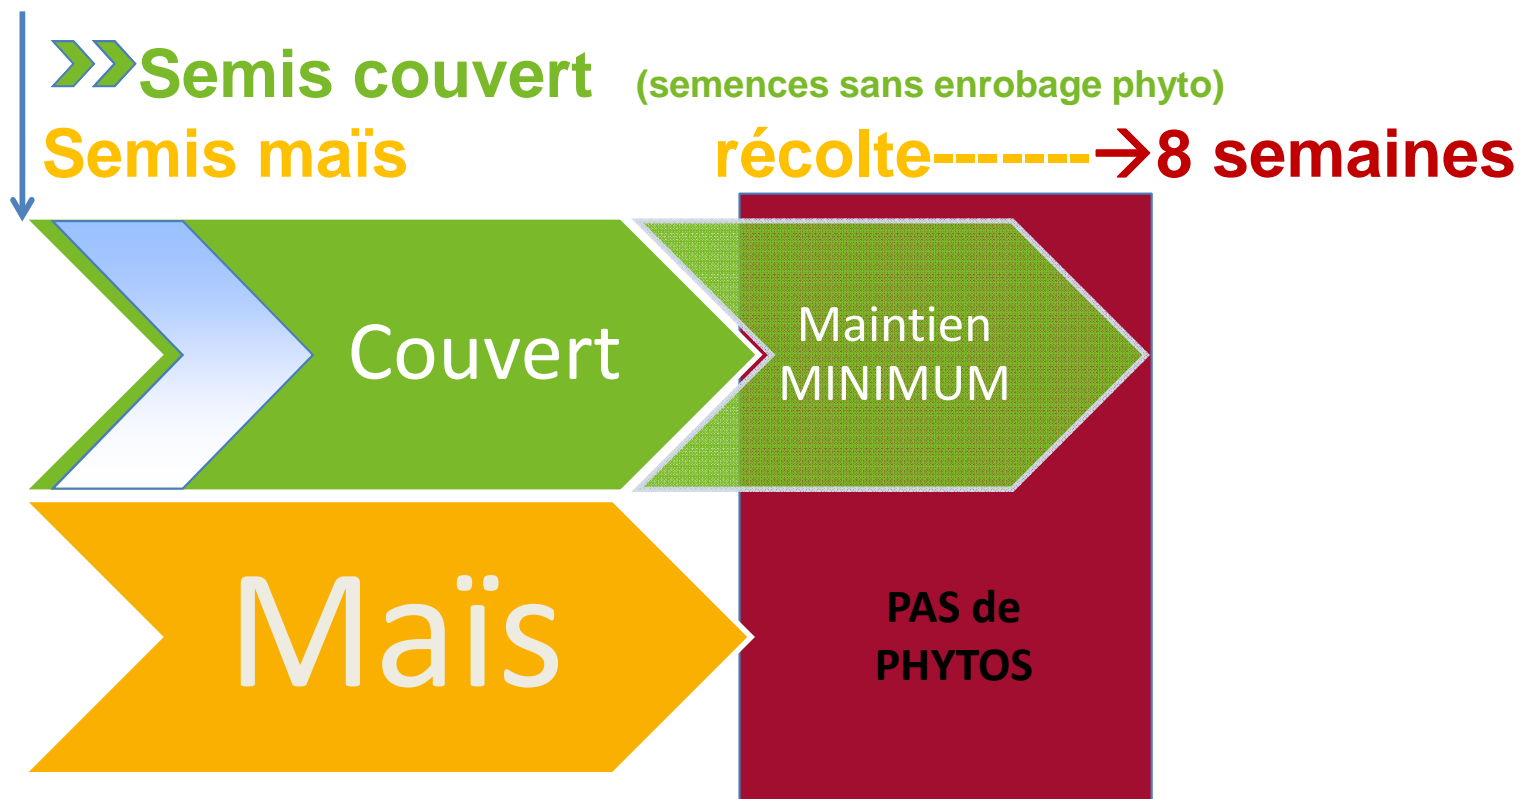 Semis couvert (semences sans enrobage phyto)
Semis maïs récolte-------→8 semaines
Couvert
Maintien
MINIMUM
Maïs
PAS de
PHYTOS